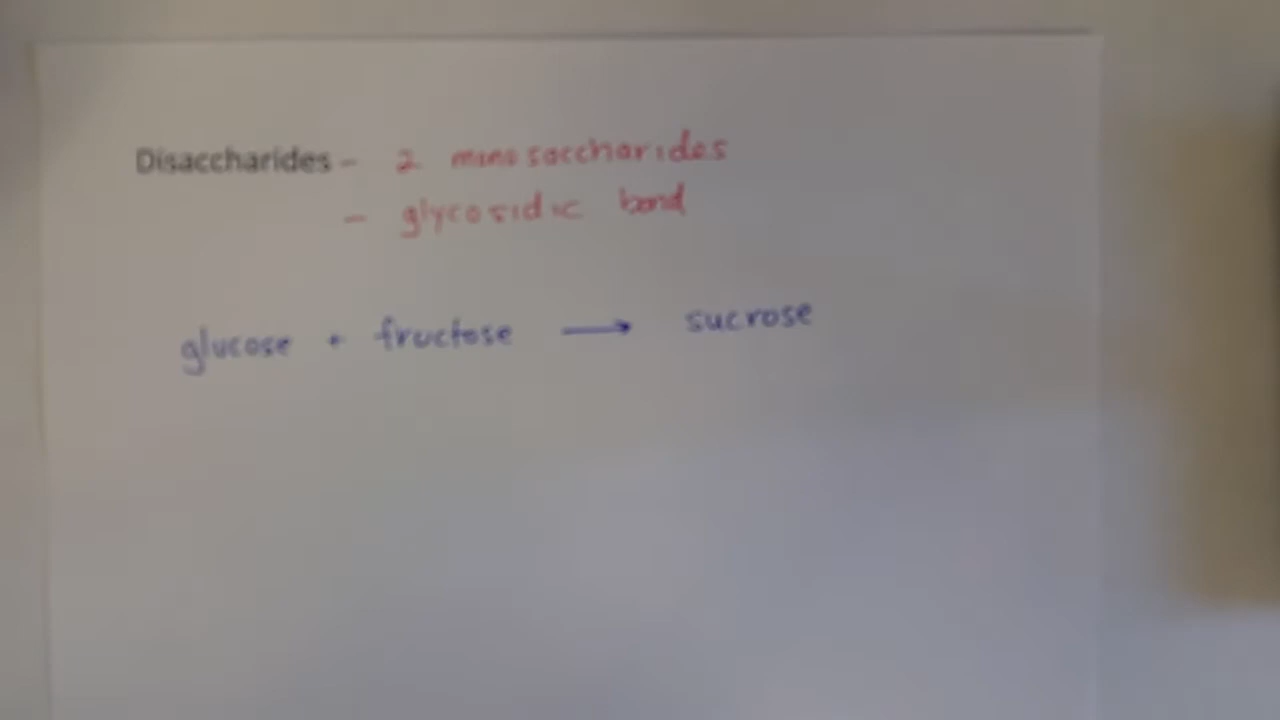 Disaccharides - 2 monosaccharides
- glycosidic bond
glucose + fructose → sucrose